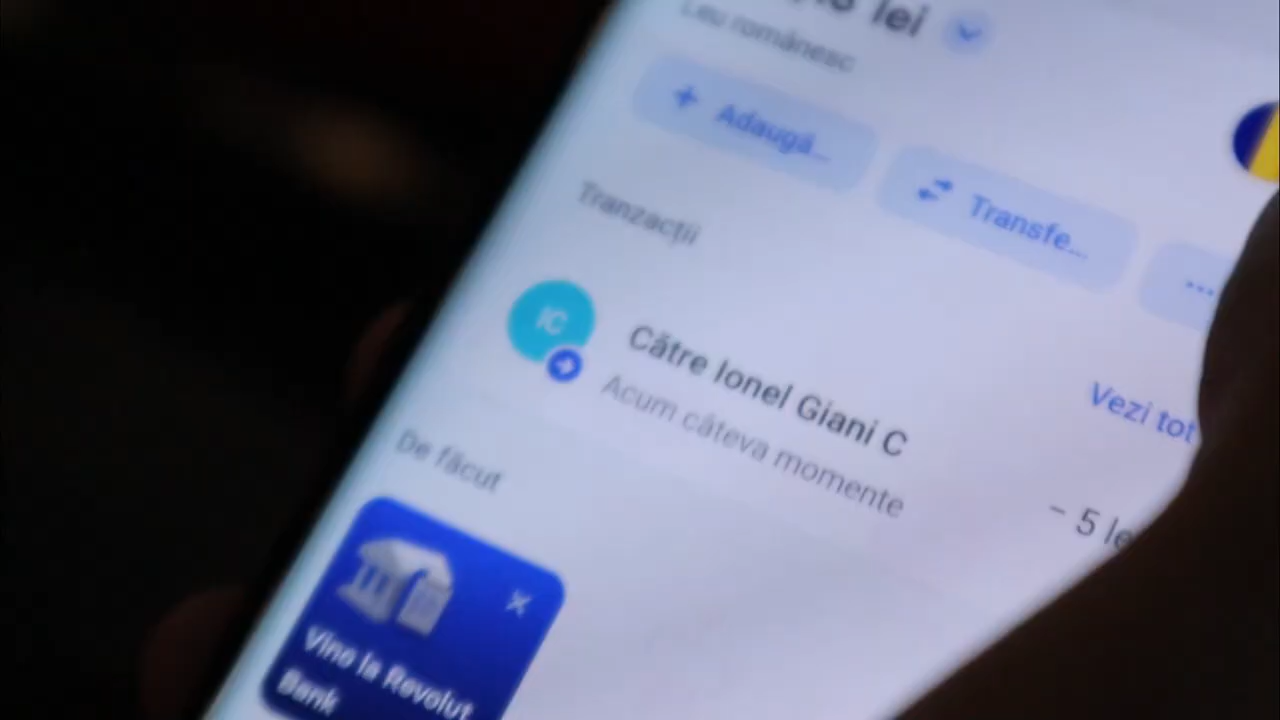 lei
Leu românesc
+ Adaugă...
Transfe...
...
Tranzacții
Vezi tot
IC
Către Ionel Giani C
Acum câteva momente
- 5 le
De făcut
Vino la Revolut
Bank